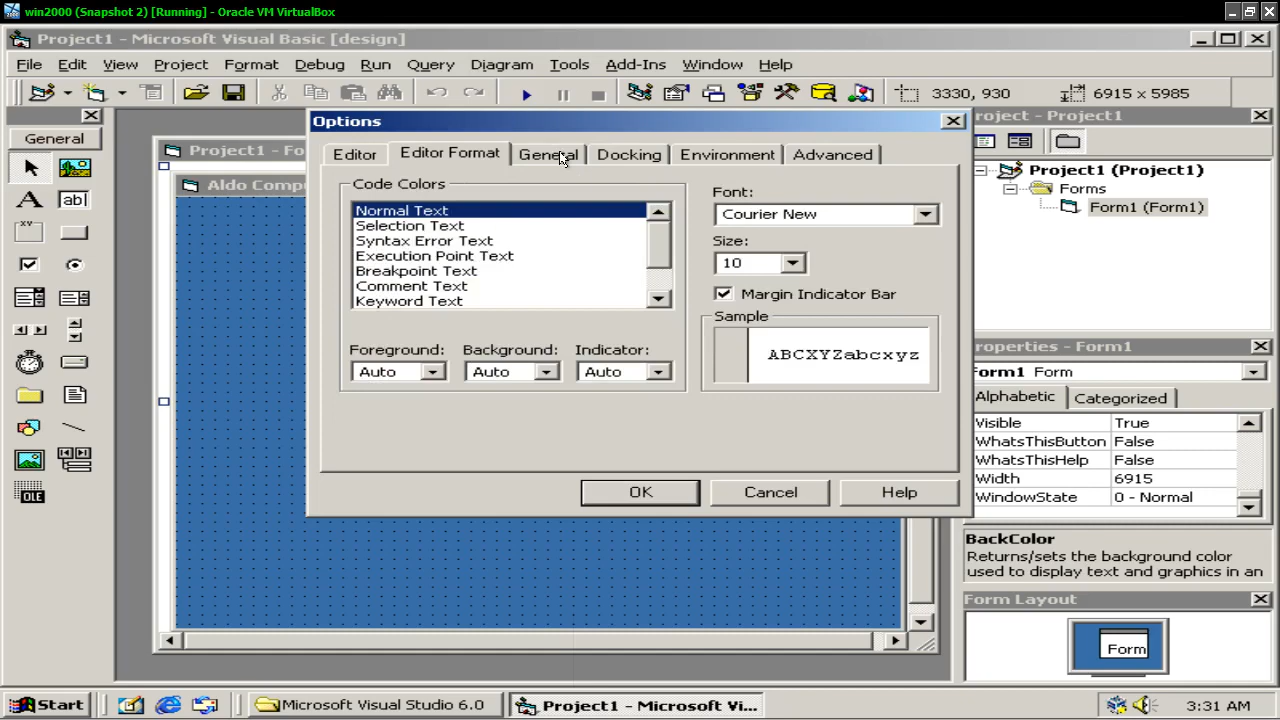 win2000 (Snapshot 2) [Running] - Oracle VM VirtualBox
Project1 - Microsoft Visual Basic [design]
File Edit View Project Format Debug Run Query Diagram Tools Add-Ins Window Help
3330, 930 6915 x 5985
General
A ab|
xy
OLE
Project1 - Fo
Aldo Compu
Options
Editor Editor Format General Docking Environment Advanced
Code Colors
Normal Text
Selection Text
Syntax Error Text
Execution Point Text
Breakpoint Text
Comment Text
Keyword Text
Foreground: Background: Indicator:
Auto Auto Auto
Font:
Courier New
Size:
10
Margin Indicator Bar
Sample
ABCXYZabcxyz
OK Cancel Help
roject - Project1
Project1 (Project1)
Forms
Form1 (Form1)
roperties - Form1
Form1 Form
Alphabetic Categorized
Visible True
WhatsThisButton False
WhatsThisHelp False
Width 6915
WindowState 0 - Normal
BackColor
Returns/sets the background color
used to display text and graphics in an
Form Layout
Form
Start Microsoft Visual Studio 6.0 Project1 - Microsoft Vi... 3:31 AM